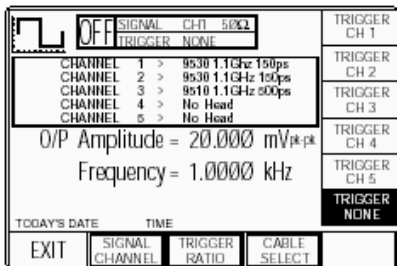 OFF SIGNAL CH1 50Ω
TRIGGER NONE
CHANNEL 1 > 9530 1.1Ghz 150ps
CHANNEL 2 > 9530 1.1GHz 150ps
CHANNEL 3 > 9510 1.1GHz 500ps
CHANNEL 4 > No Head
CHANNEL 5 > No Head
O/P Amplitude = 20.000 mVpk-pk
Frequency = 1.0000 kHz
TODAY'S DATE TIME
TRIGGER
CH 1
TRIGGER
CH 2
TRIGGER
CH 3
TRIGGER
CH 4
TRIGGER
CH 5
TRIGGER
NONE
EXIT
SIGNAL
CHANNEL
TRIGGER
RATIO
CABLE
SELECT